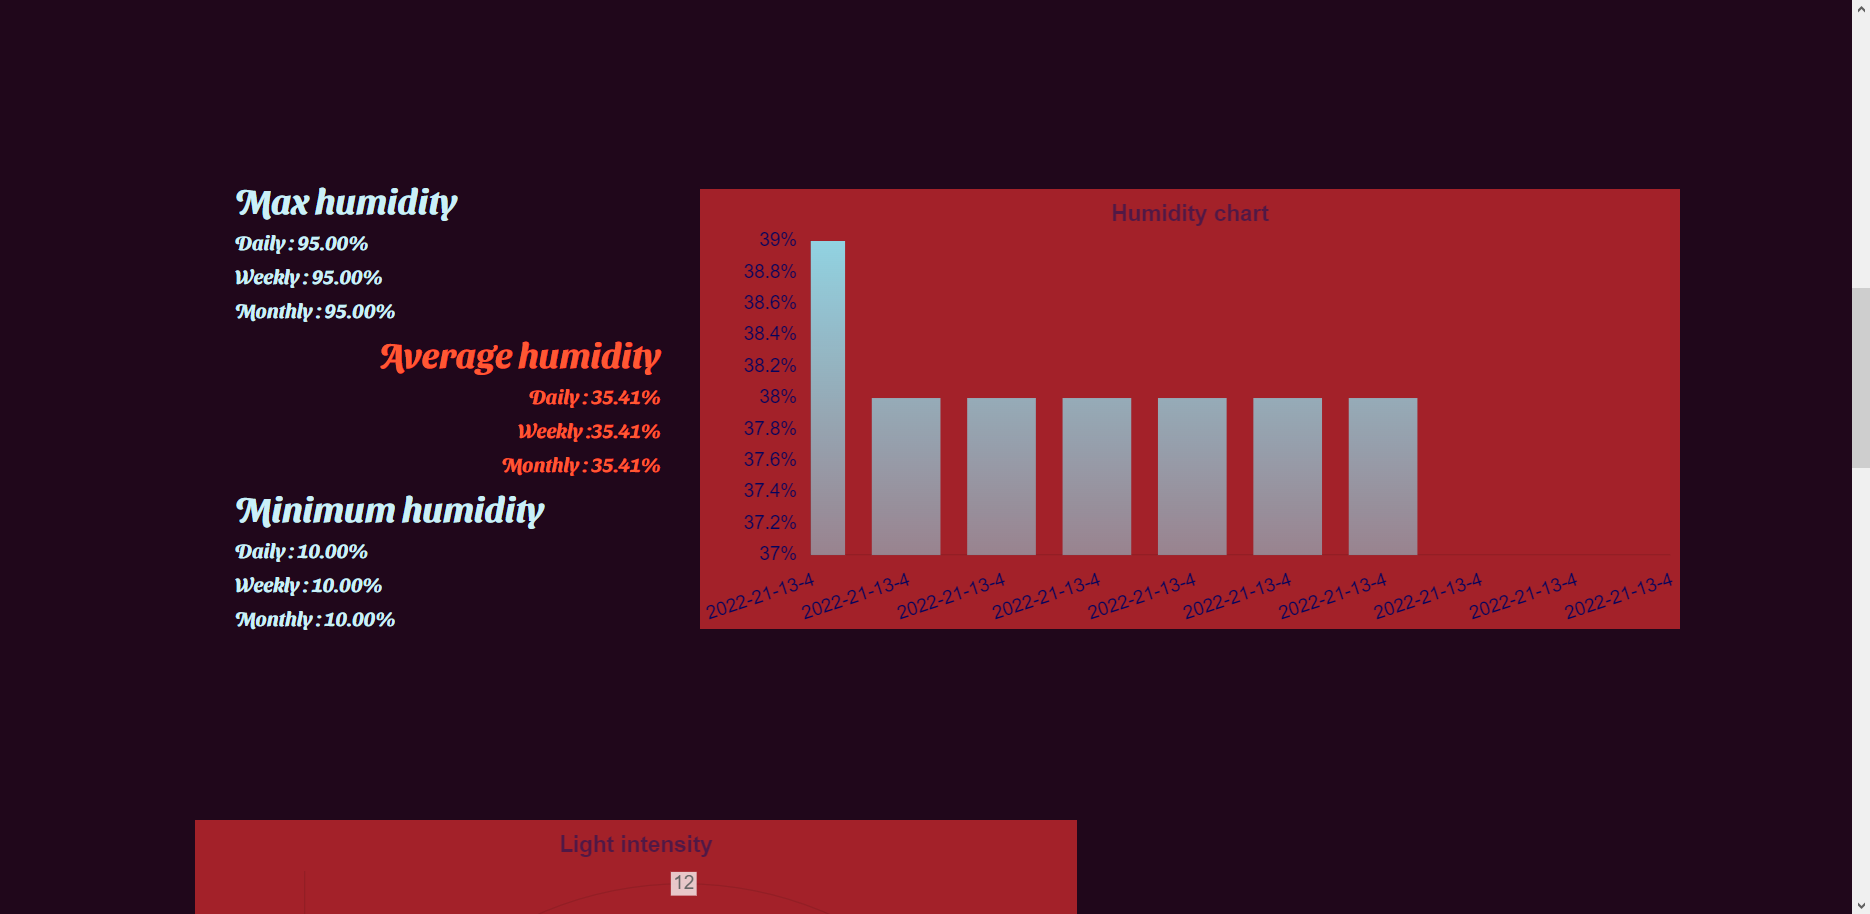 Max humidity
Daily : 95.00%
Weekly : 95.00%
Monthly : 95.00%
Average humidity
Daily : 35.41%
Weekly :35.41%
Monthly : 35.41%
Minimum humidity
Daily : 10.00%
Weekly : 10.00%
Monthly : 10.00%
Humidity chart
39%
38.8%
38.6%
38.4%
38.2%
38%
37.8%
37.6%
37.4%
37.2%
37%
2022-21-13-4
2022-21-13-4
2022-21-13-4
2022-21-13-4
2022-21-13-4
2022-21-13-4
2022-21-13-4
2022-21-13-4
2022-21-13-4
2022-21-13-4
Light intensity
12